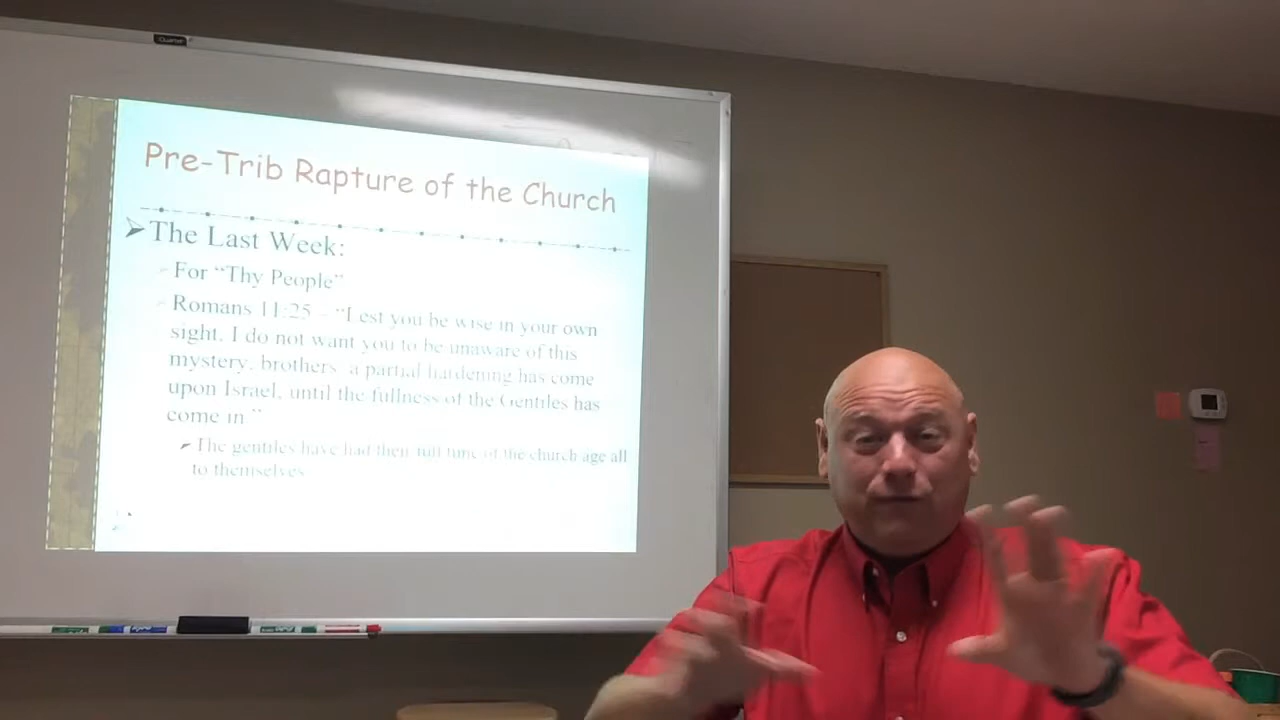 Pre-Trib Rapture of the Church
The Last Week:
For "Thy People"
Romans 11:25 - "Lest you be wise in your own
sight, I do not want you to be unaware of this
mystery, brothers: a partial hardening has come
upon Israel, until the fullness of the Gentiles has
come in"
The gentiles have had their full time of the church age all
to themselves
Quartet